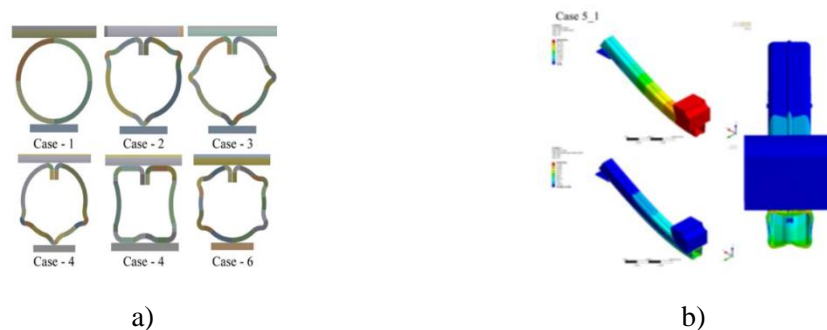 Case - 1
Case - 2
Case - 3
Case - 4
Case - 4
Case - 6
a)
Case 5_1
b)